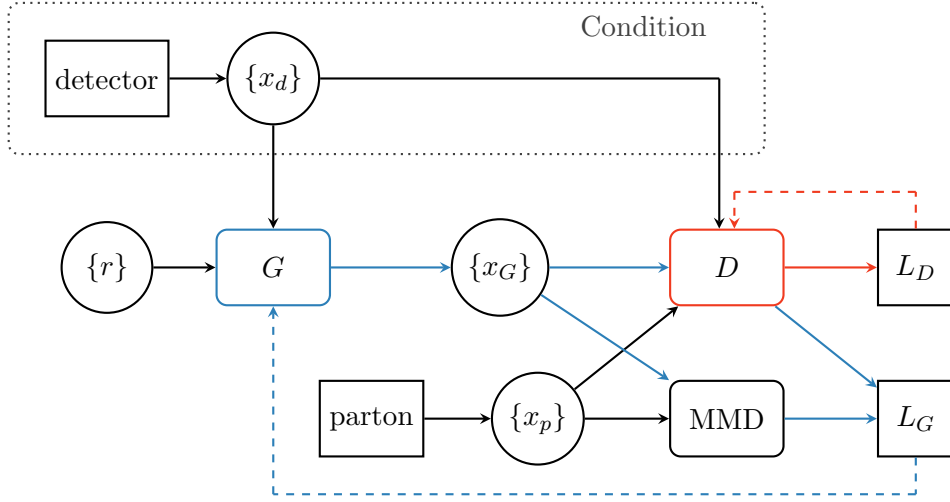 Condition
detector
{x_d}
{r}
G
{x_G}
D
L_D
parton
{x_p}
MMD
L_G